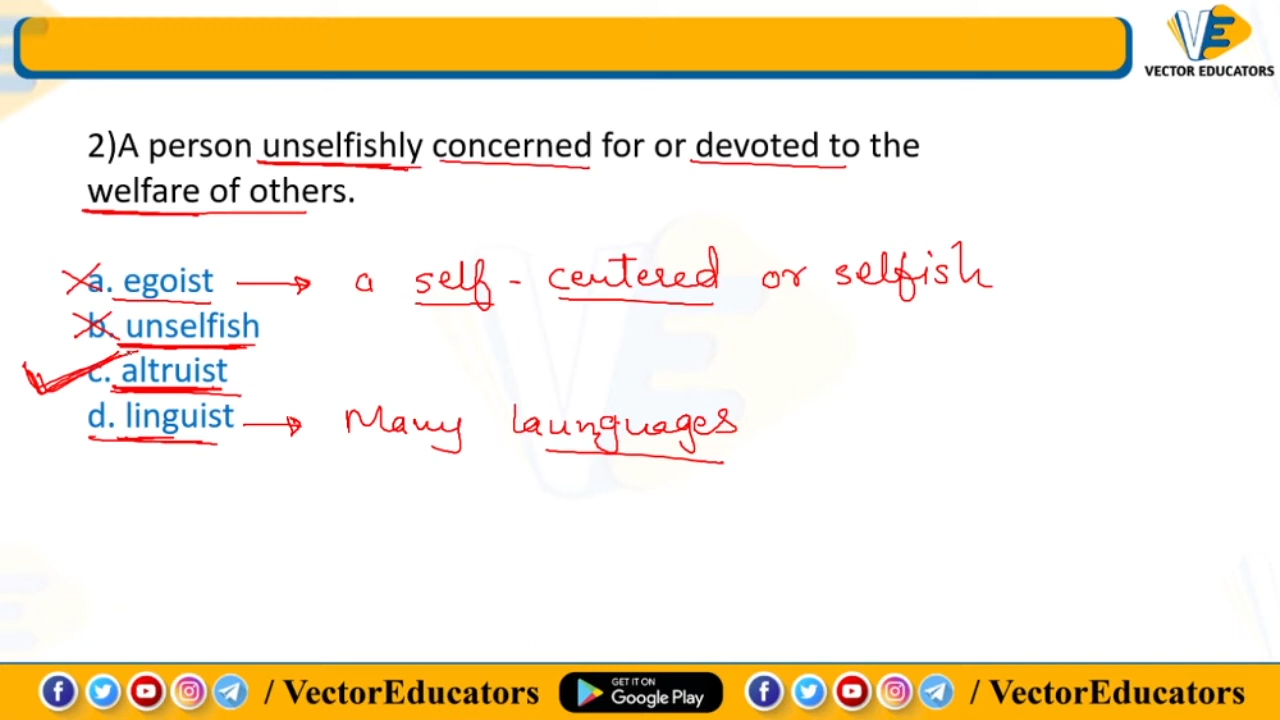 VE
VECTOR EDUCATORS
2)A person unselfishly concerned for or devoted to the
welfare of others.
a. egoist → a self-centered or selfish
b. unselfish
c. altruist
d. linguist → Many launguages
/ VectorEducators GET IT ON Google Play / VectorEducators